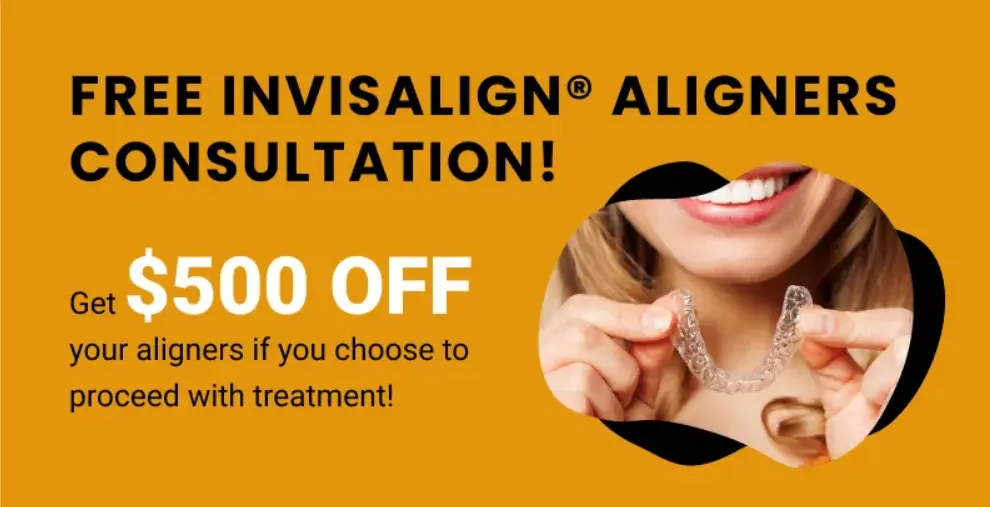 FREE INVISALIGN® ALIGNERS
CONSULTATION!
Get $500 OFF
your aligners if you choose to
proceed with treatment!